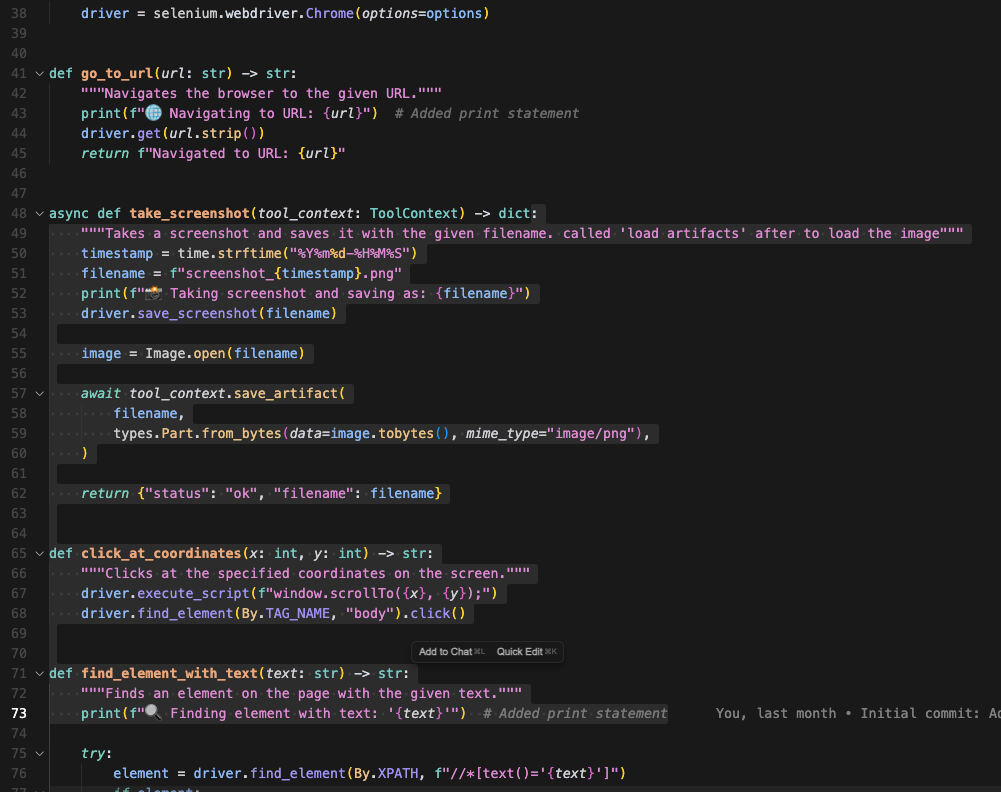 38 driver = selenium.webdriver.Chrome(options=options)
39
40
41 def go_to_url(url: str) -> str:
42 """Navigates the browser to the given URL."""
43 print(f"🌐 Navigating to URL: {url}")  # Added print statement
44 driver.get(url.strip())
45 return f"Navigated to URL: {url}"
46
47
48 async def take_screenshot(tool_context: ToolContext) -> dict:
49 """Takes a screenshot and saves it with the given filename. called 'load artifacts' after to load the image"""
50 timestamp = time.strftime("%Y%m%d-%H%M%S")
51 filename = f"screenshot_{timestamp}.png"
52 print(f"📸 Taking screenshot and saving as: {filename}")
53 driver.save_screenshot(filename)
54
55 image = Image.open(filename)
56
57 await tool_context.save_artifact(
58 filename,
59 types.Part.from_bytes(data=image.tobytes(), mime_type="image/png"),
60 )
61
62 return {"status": "ok", "filename": filename}
63
64
65 def click_at_coordinates(x: int, y: int) -> str:
66 """Clicks at the specified coordinates on the screen."""
67 driver.execute_script(f"window.scrollTo({x}, {y});")
68 driver.find_element(By.TAG_NAME, "body").click()
69
70
Add to Chat ⌘L Quick Edit ⌘K
71 def find_element_with_text(text: str) -> str:
72 """Finds an element on the page with the given text."""
73 print(f"🔍 Finding element with text: '{text}'")  # Added print statement You, last month • Initial commit: Ad
74
75 try:
76 element = driver.find_element(By.XPATH, f"//*[text()='{text}']")
77 if element: